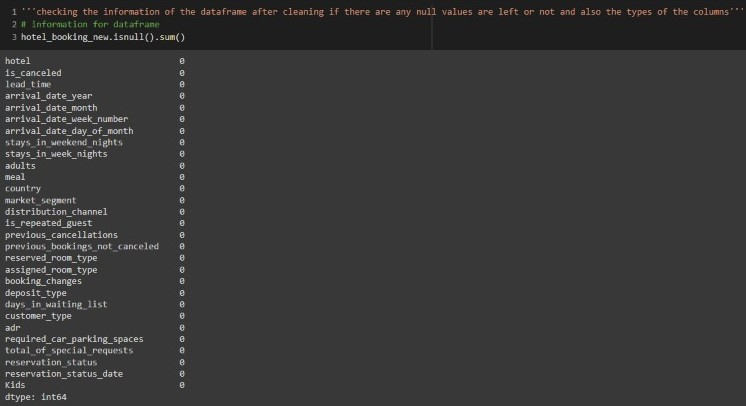 1 '''checking the information of the dataframe after cleaning if there are any null values are left or not and also the types of the columns'''
2 # information for dataframe
3 hotel_booking_new.isnull().sum()
hotel 0
is_canceled 0
lead_time 0
arrival_date_year 0
arrival_date_month 0
arrival_date_week_number 0
arrival_date_day_of_month 0
stays_in_weekend_nights 0
stays_in_week_nights 0
adults 0
meal 0
country 0
market_segment 0
distribution_channel 0
is_repeated_guest 0
previous_cancellations 0
previous_bookings_not_canceled 0
reserved_room_type 0
assigned_room_type 0
booking_changes 0
deposit_type 0
days_in_waiting_list 0
customer_type 0
adr 0
required_car_parking_spaces 0
total_of_special_requests 0
reservation_status 0
reservation_status_date 0
Kids 0
dtype: int64